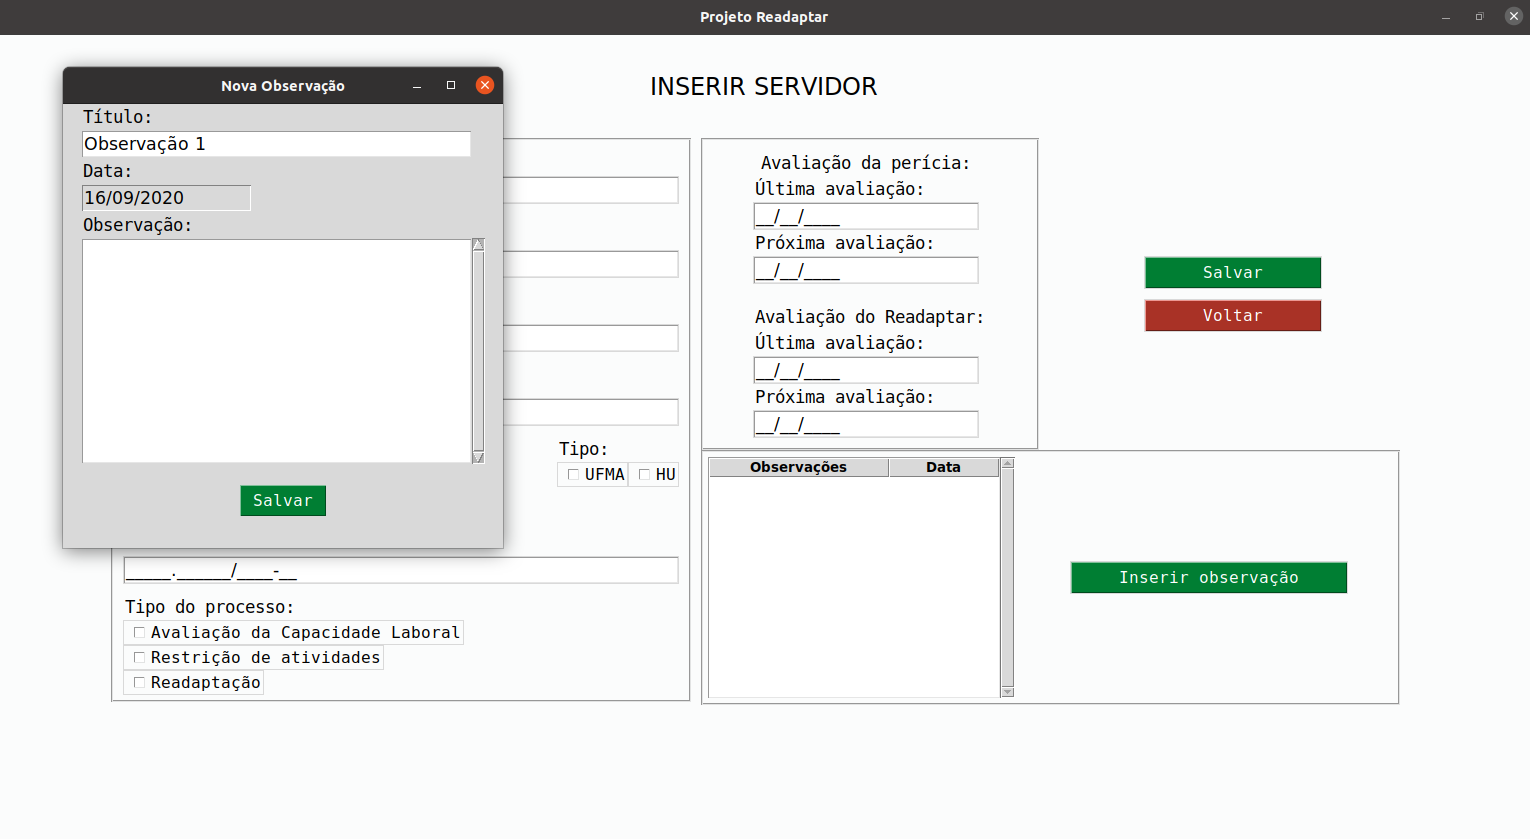 Projeto Readaptar
INSERIR SERVIDOR
Nova Observação
Título:
Observação 1
Data:
16/09/2020
Observação:
Salvar
Tipo:
UFMA HU
_____.______/____-__
Tipo do processo:
Avaliação da Capacidade Laboral
Restrição de atividades
Readaptação
Avaliação da perícia:
Última avaliação:
__/__/____
Próxima avaliação:
__/__/____
Avaliação do Readaptar:
Última avaliação:
__/__/____
Próxima avaliação:
__/__/____
Salvar
Voltar
Observações Data
Inserir observação